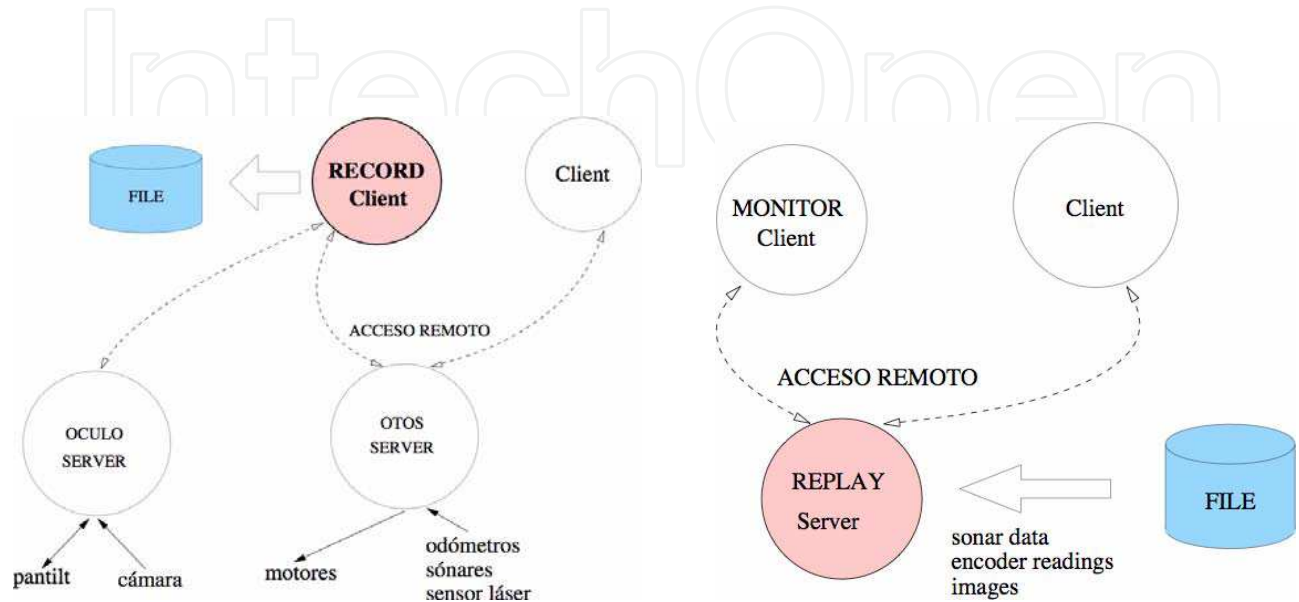 IntechOpen
FILE
RECORD
Client
Client
ACCESO REMOTO
OCULO
SERVER
OTOS
SERVER
pantilt
cámara
motores
odómetros
sónares
sensor láser
MONITOR
Client
Client
ACCESO REMOTO
REPLAY
Server
FILE
sonar data
encoder readings
images